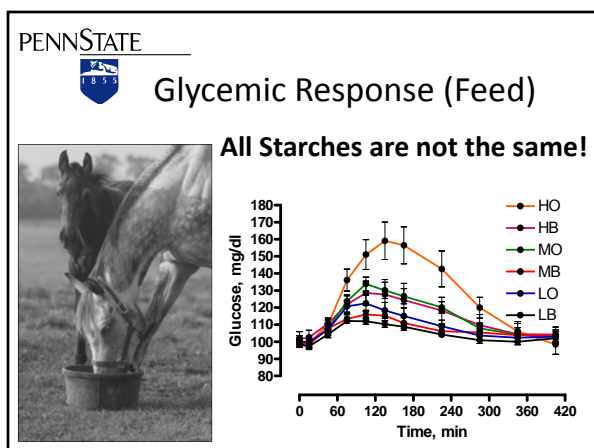 PENNSTATE
1855
Glycemic Response (Feed)
All Starches are not the same!
180
170
160
150
140
130
120
110
100
90
80
Glucose, mg/dl
HO
HB
MO
MB
LO
LB
0 60 120 180 240 300 360 420
Time, min